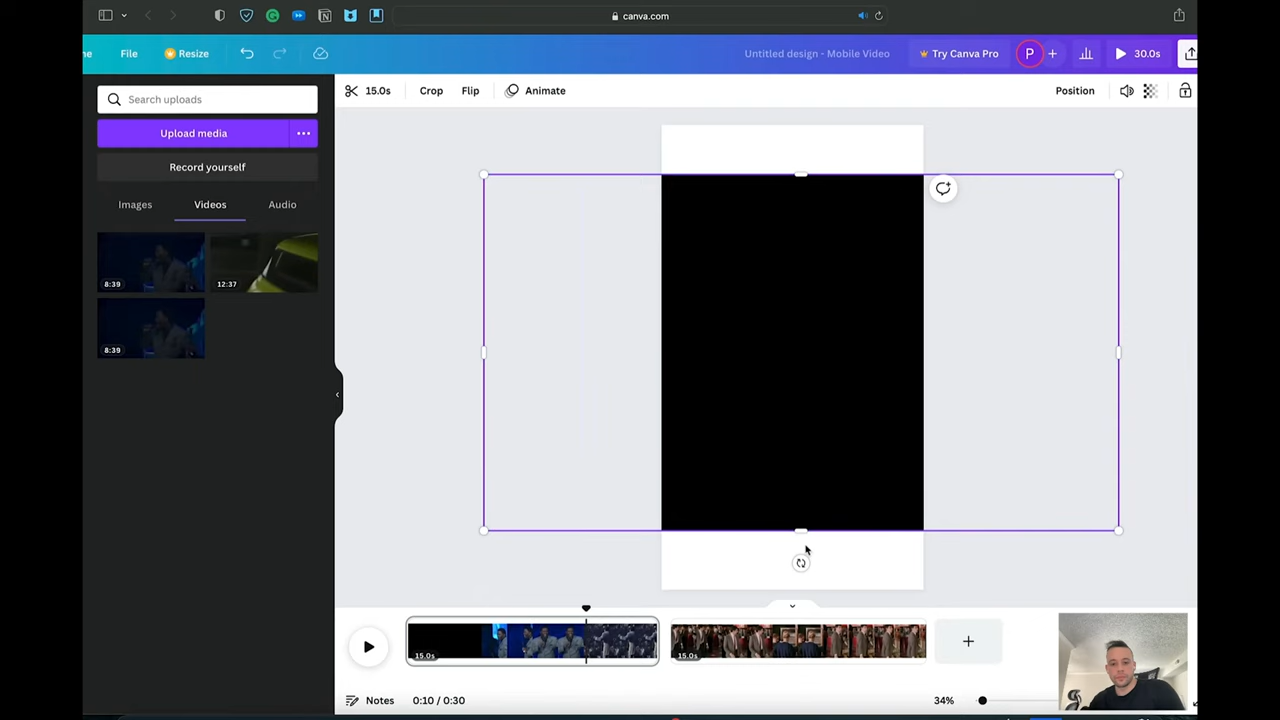 canva.com
ne File Resize Untitled design - Mobile Video Try Canva Pro P 30.0s
Search uploads
Upload media
Record yourself
Images Videos Audio
8:39
12:37
8:39
15.0s Crop Flip Animate Position
15.0s
15.0s
Notes 0:10 / 0:30 34%